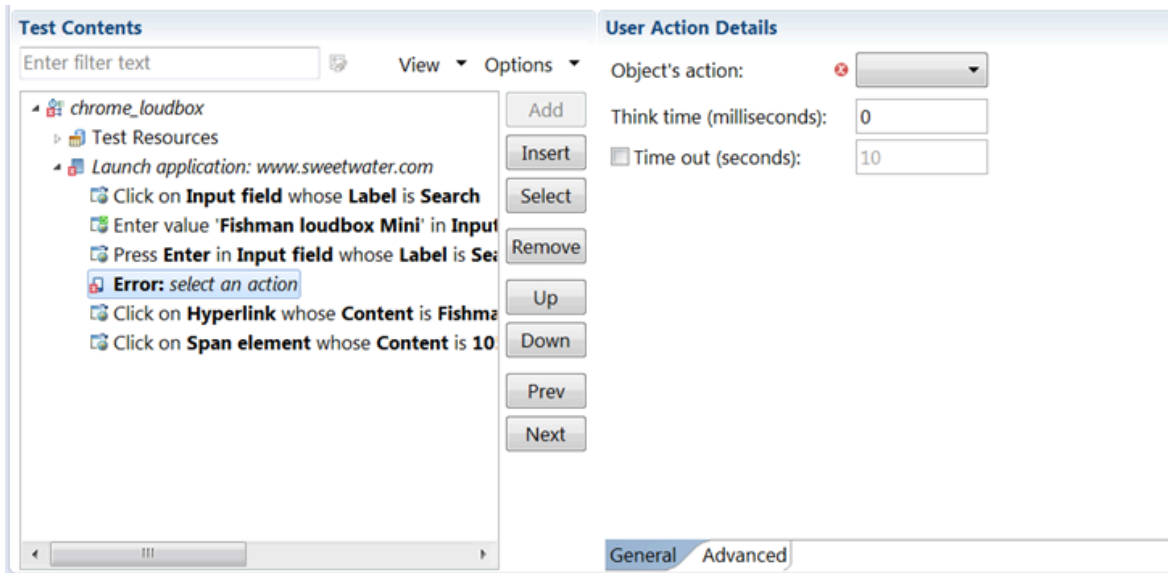 Test Contents
Enter filter text
View
Options
chrome_loudbox
Test Resources
Launch application: www.sweetwater.com
Click on Input field whose Label is Search
Enter value 'Fishman loudbox Mini' in Input
Press Enter in Input field whose Label is Sea
Error: select an action
Click on Hyperlink whose Content is Fishma
Click on Span element whose Content is 10
Add
Insert
Select
Remove
Up
Down
Prev
Next
User Action Details
Object's action:
Think time (milliseconds): 0
Time out (seconds): 10
General Advanced